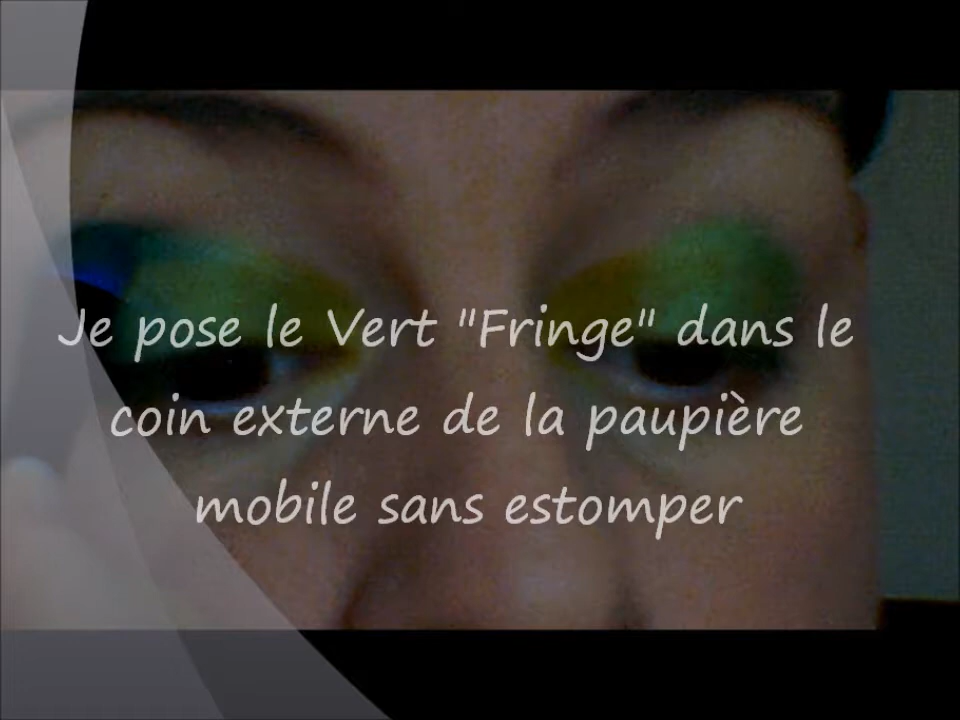 Je pose le Vert "Fringe" dans le
coin externe de la paupière
mobile sans estomper